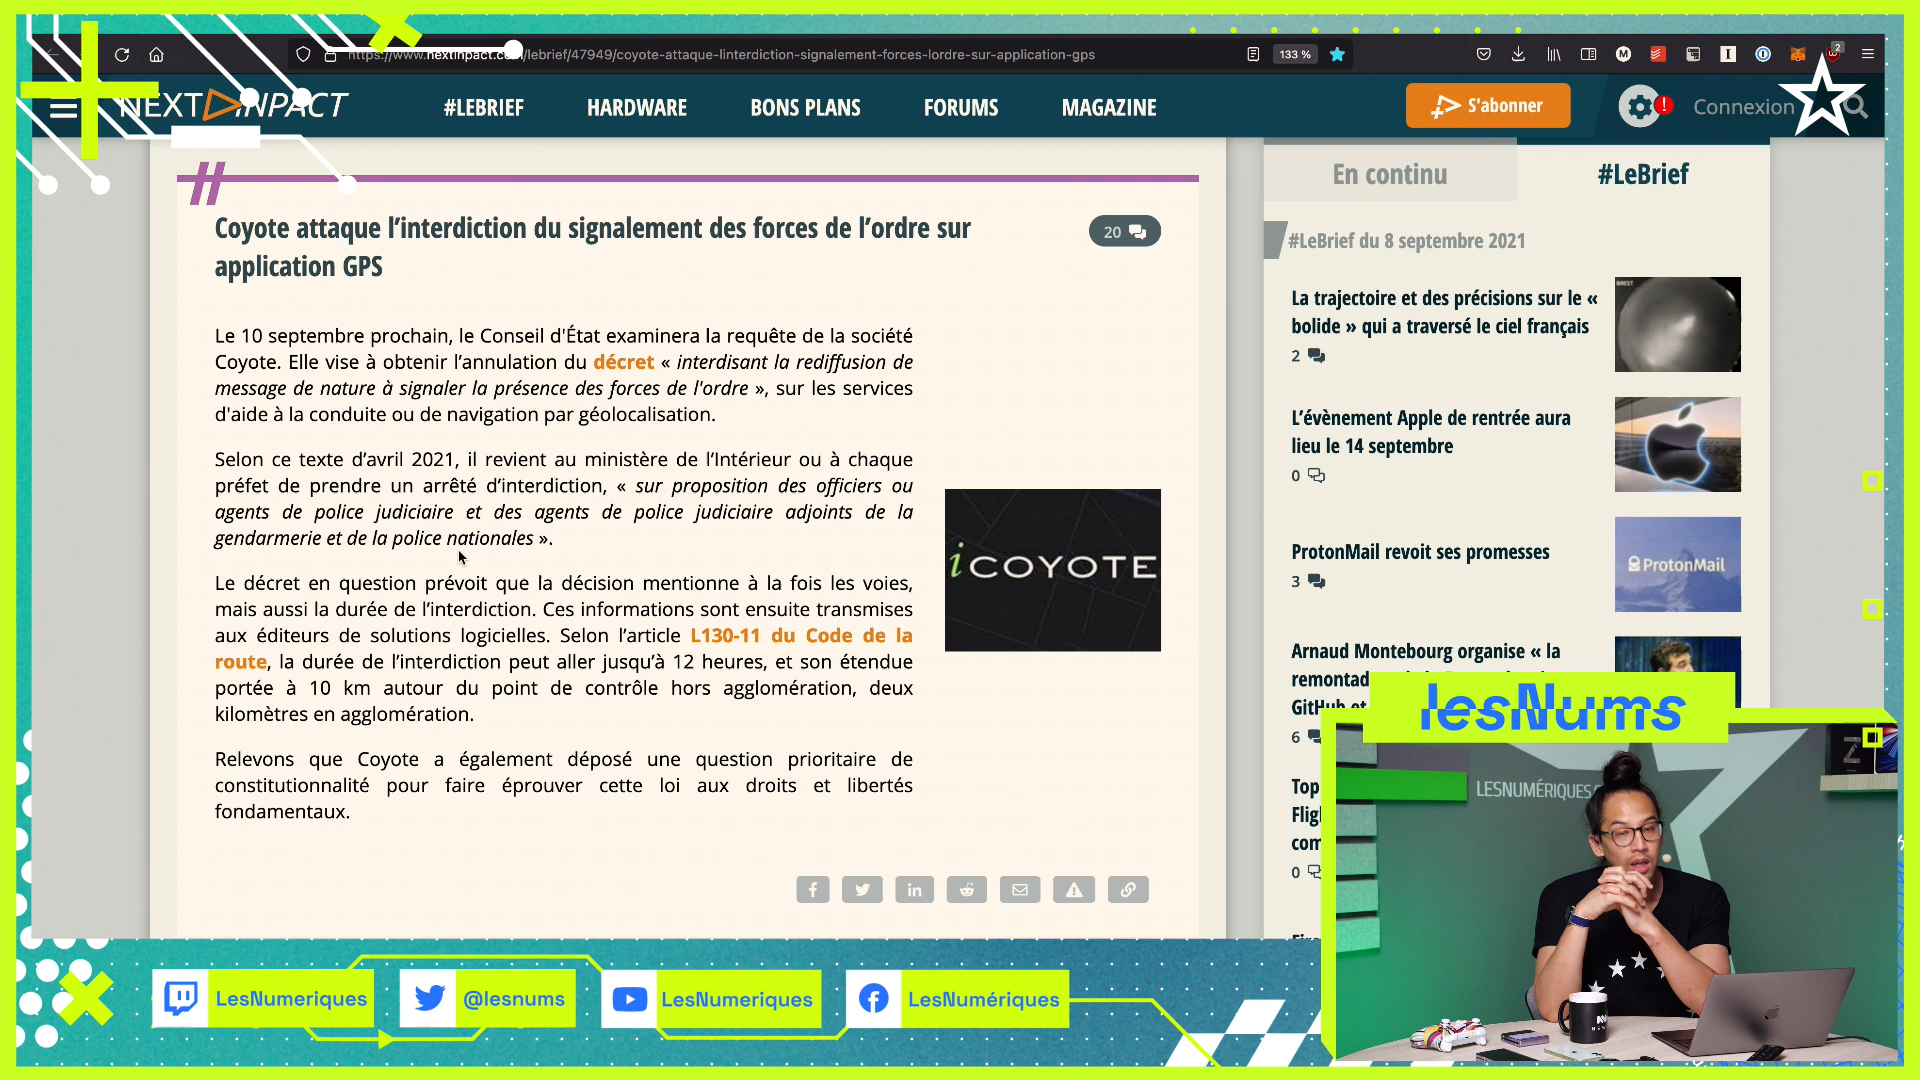 https://www.nextinpact.com/lebrief/47949/coyote-attaque-linterdiction-signalement-forces-lordre-sur-application-gps
133 %
2
NEXT INPACT
#LEBRIEF
HARDWARE
BONS PLANS
FORUMS
MAGAZINE
S'abonner
!
Connexion
//
Coyote attaque l’interdiction du signalement des forces de l’ordre sur
application GPS
20
Le 10 septembre prochain, le Conseil d'État examinera la requête de la société
Coyote. Elle vise à obtenir l’annulation du décret « interdisant la rediffusion de
message de nature à signaler la présence des forces de l'ordre », sur les services
d'aide à la conduite ou de navigation par géolocalisation.
Selon ce texte d’avril 2021, il revient au ministère de l’Intérieur ou à chaque
préfet de prendre un arrêté d’interdiction, « sur proposition des officiers ou
agents de police judiciaire et des agents de police judiciaire adjoints de la
gendarmerie et de la police nationales ».
Le décret en question prévoit que la décision mentionne à la fois les voies,
mais aussi la durée de l’interdiction. Ces informations sont ensuite transmises
aux éditeurs de solutions logicielles. Selon l’article L130-11 du Code de la
route, la durée de l’interdiction peut aller jusqu’à 12 heures, et son étendue
portée à 10 km autour du point de contrôle hors agglomération, deux
kilomètres en agglomération.
Relevons que Coyote a également déposé une question prioritaire de
constitutionnalité pour faire éprouver cette loi aux droits et libertés
fondamentaux.
iCOYOTE
En continu
#LeBrief
#LeBrief du 8 septembre 2021
La trajectoire et des précisions sur le «
bolide » qui a traversé le ciel français
2
BREST
L’évènement Apple de rentrée aura
lieu le 14 septembre
0
ProtonMail revoit ses promesses
3
ProtonMail
Arnaud Montebourg organise « la
remontad
GitHub et
6
Top
Flig
com
0
lesNums
LESNUMÉRIQUES
Z
LesNumeriques
@lesnums
LesNumeriques
LesNumériques